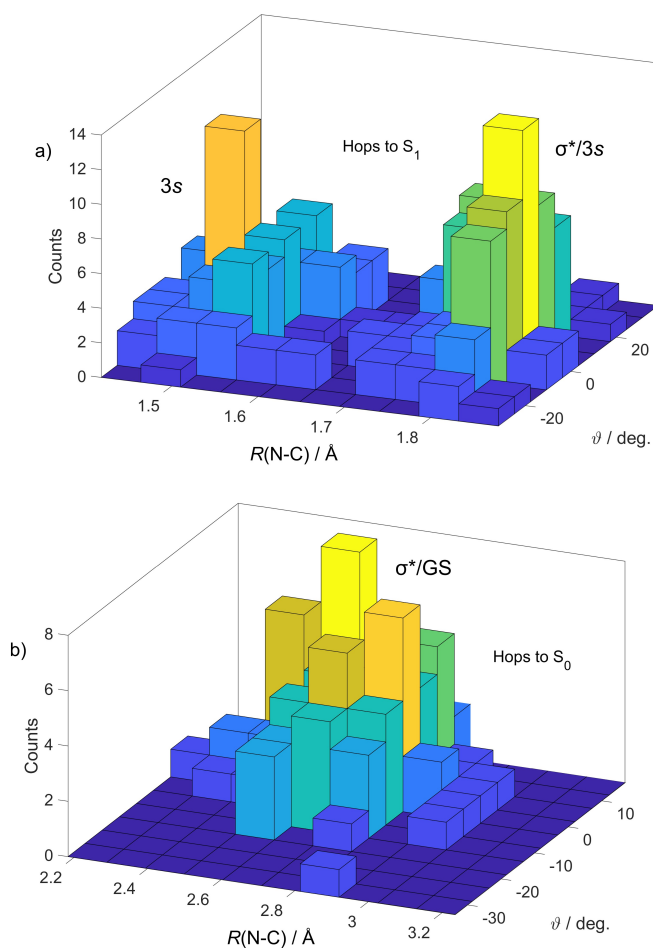 14
12
10
8
6
4
2
0
Counts
a)
3s
Hops to S1
σ*/3s
1.5
1.6
1.7
1.8
R(N-C) / Å
-20
0
20
ϑ / deg.
8
6
4
2
0
Counts
b)
σ*/GS
Hops to S0
2.2
2.4
2.6
2.8
3
3.2
R(N-C) / Å
-30
-20
-10
0
10
ϑ / deg.